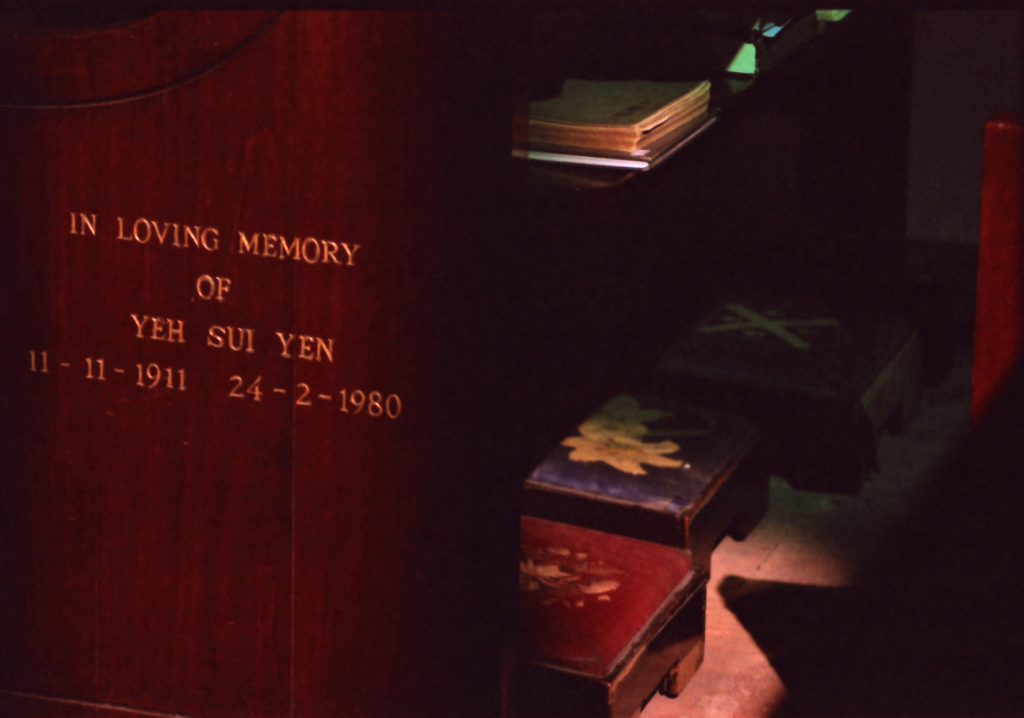 IN LOVING MEMORY
OF
YEH SUI YEN
11 - 11 - 1911 24 - 2 - 1980